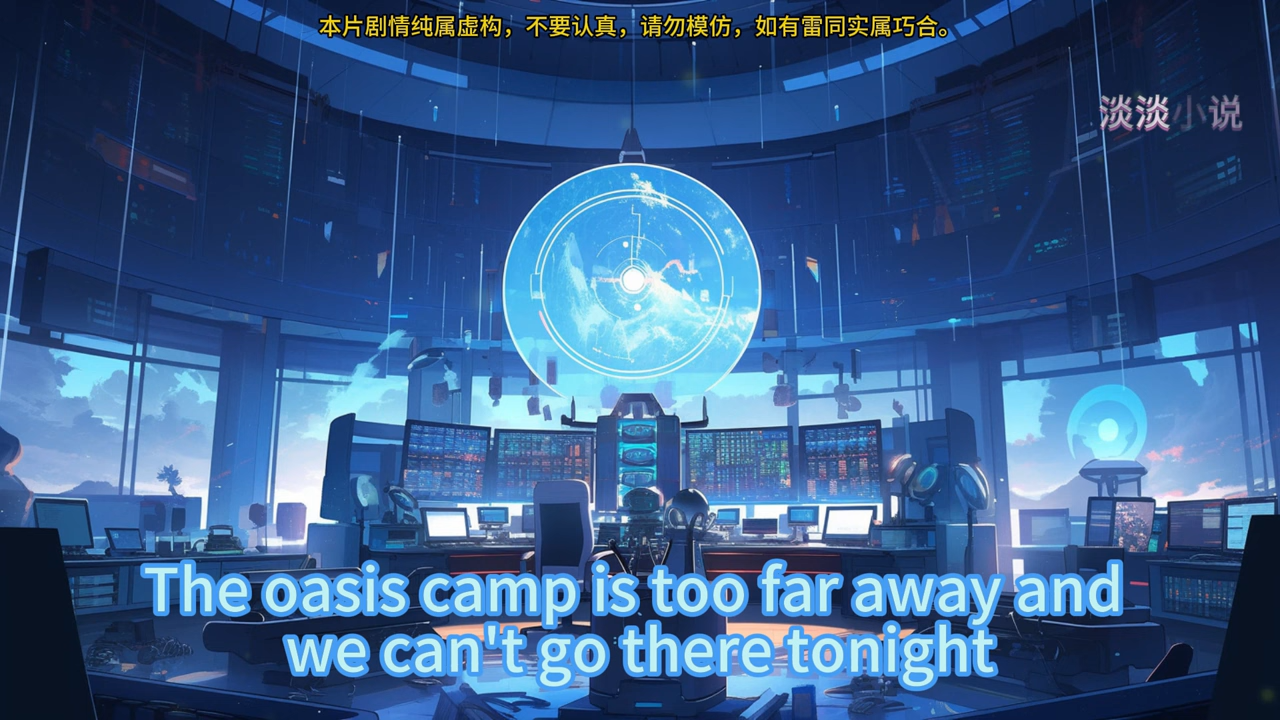 本片剧情纯属虚构，不要认真，请勿模仿，如有雷同实属巧合。
淡淡小说
The oasis camp is too far away and
we can't go there tonight